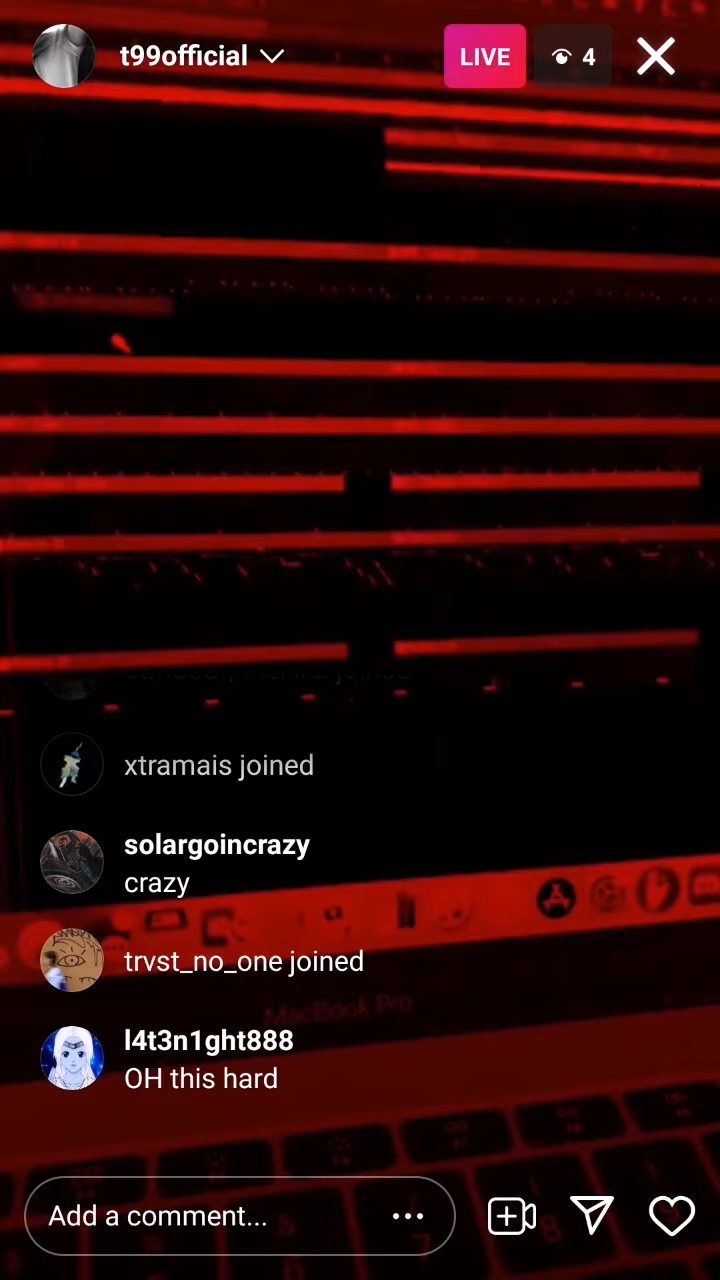 t99official
LIVE
4
xtramais joined
solargoincrazy
crazy
trvst_no_one joined
l4t3n1ght888
OH this hard
MacBook Pro
Add a comment...